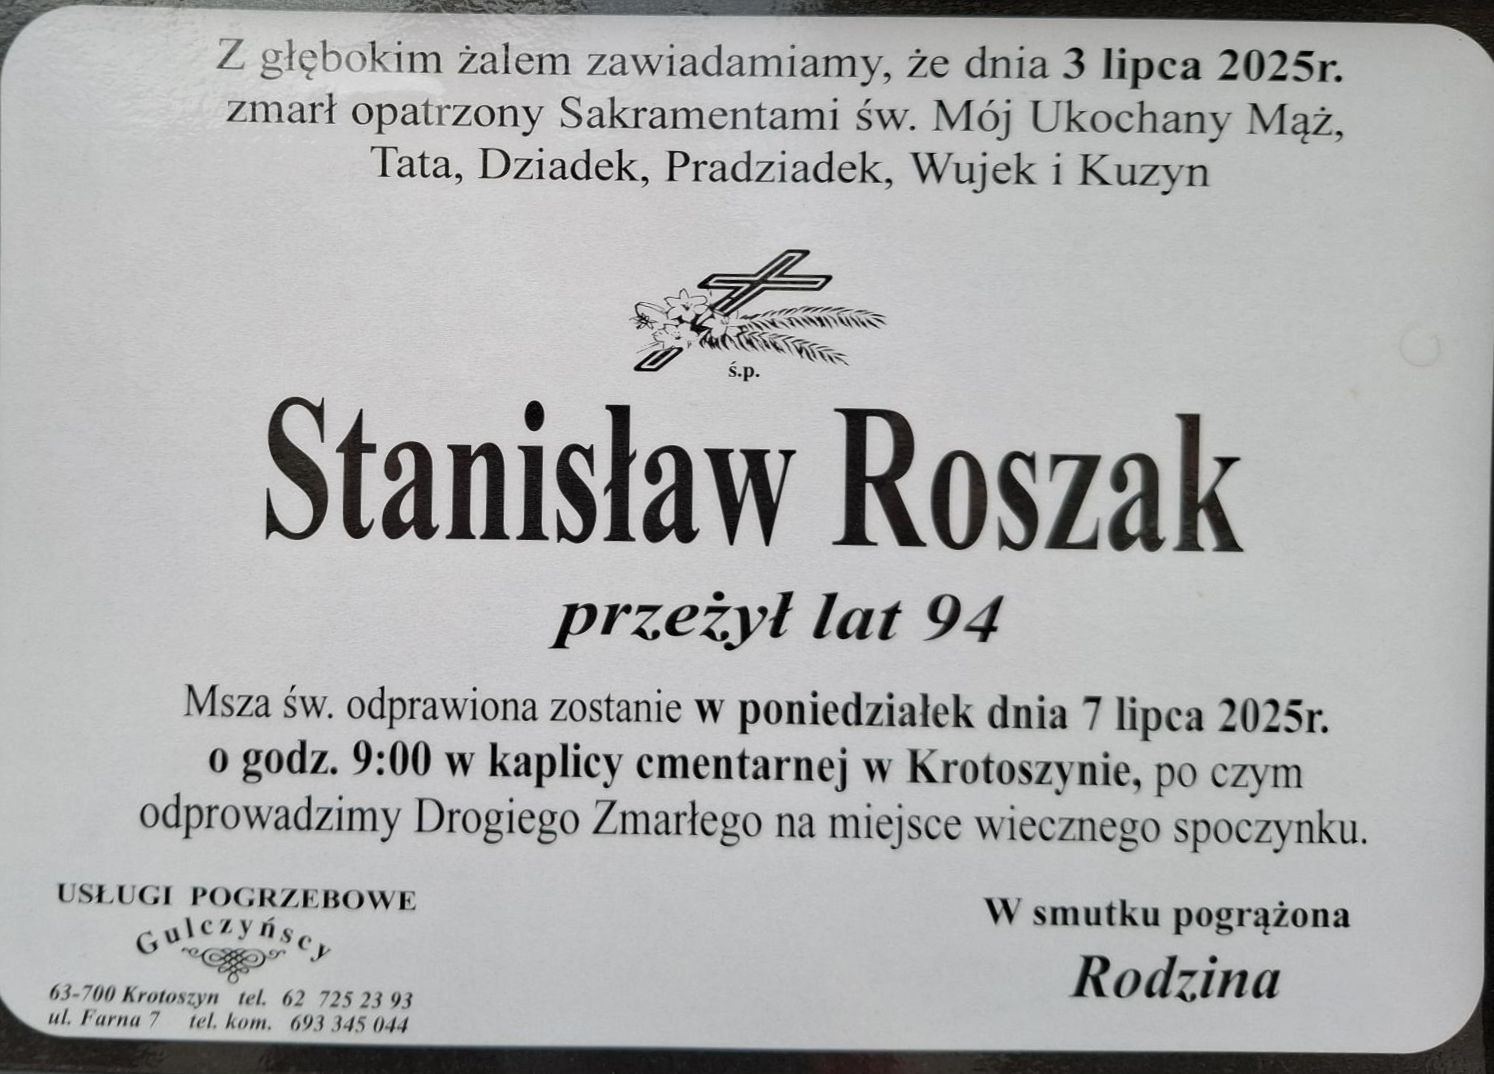 Z głębokim żalem zawiadamiamy, że dnia 3 lipca 2025r.
zmarł opatrzony Sakramentami św. Mój Ukochany Mąż,
Tata, Dziadek, Pradziadek, Wujek i Kuzyn
ś.p.
Stanisław Roszak
przeżył lat 94
Msza św. odprawiona zostanie w poniedziałek dnia 7 lipca 2025r.
o godz. 9:00 w kaplicy cmentarnej w Krotoszynie, po czym
odprowadzimy Drogiego Zmarłego na miejsce wiecznego spoczynku.
USŁUGI POGRZEBOWE
Gulczyńscy
63-700 Krotoszyn tel. 62 725 23 93
ul. Farna 7 tel. kom. 693 345 044
W smutku pogrążona
Rodzina